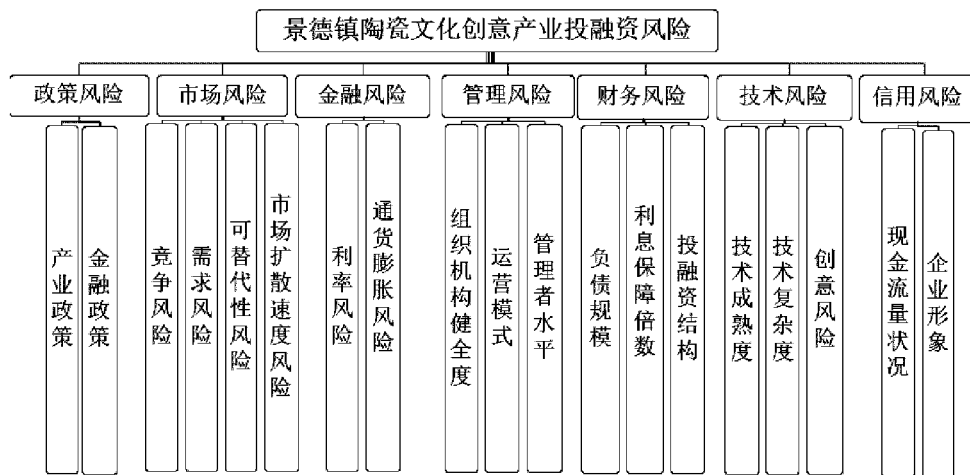 景德镇陶瓷文化创意产业投融资风险
政策风险
市场风险
金融风险
管理风险
财务风险
技术风险
信用风险
产业政策
金融政策
竞争风险
需求风险
可替代性风险
市场扩散速度风险
利率风险
通货膨胀风险
组织机构健全度
运营模式
管理者水平
负债规模
利息保障倍数
投融资结构
技术成熟度
技术复杂度
创意风险
现金流量状况
企业形象